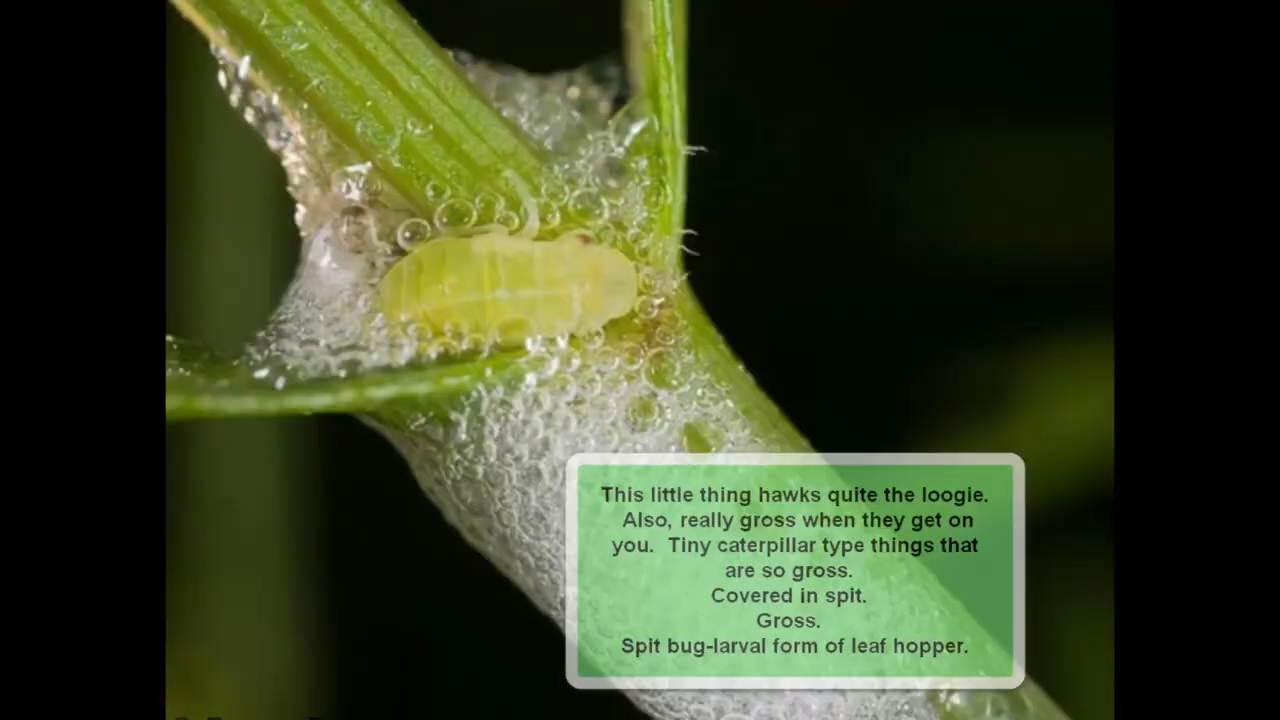 This little thing hawks quite the loogie.
Also, really gross when they get on
you. Tiny caterpillar type things that
are so gross.
Covered in spit.
Gross.
Spit bug-larval form of leaf hopper.